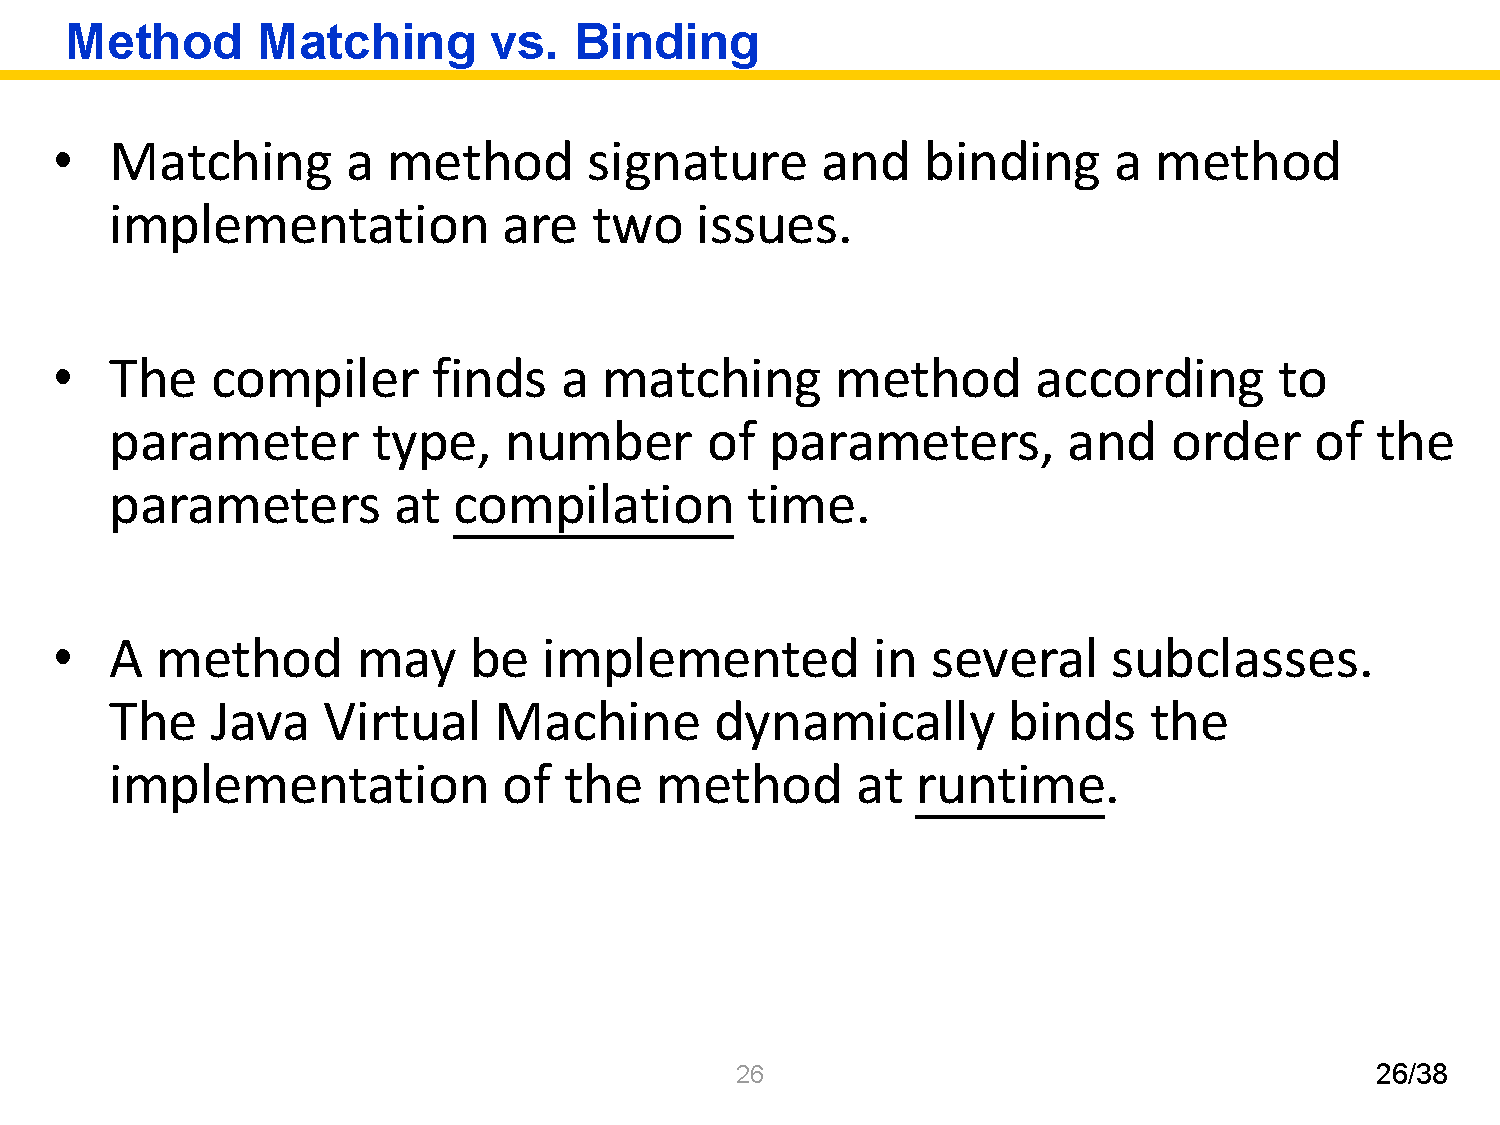 Method Matching vs. Binding
• Matching a method signature and binding a method
implementation are two issues.
• The compiler finds a matching method according to
parameter type, number of parameters, and order of the
parameters at compilation time.
• A method may be implemented in several subclasses.
The Java Virtual Machine dynamically binds the
implementation of the method at runtime.
26
26/38